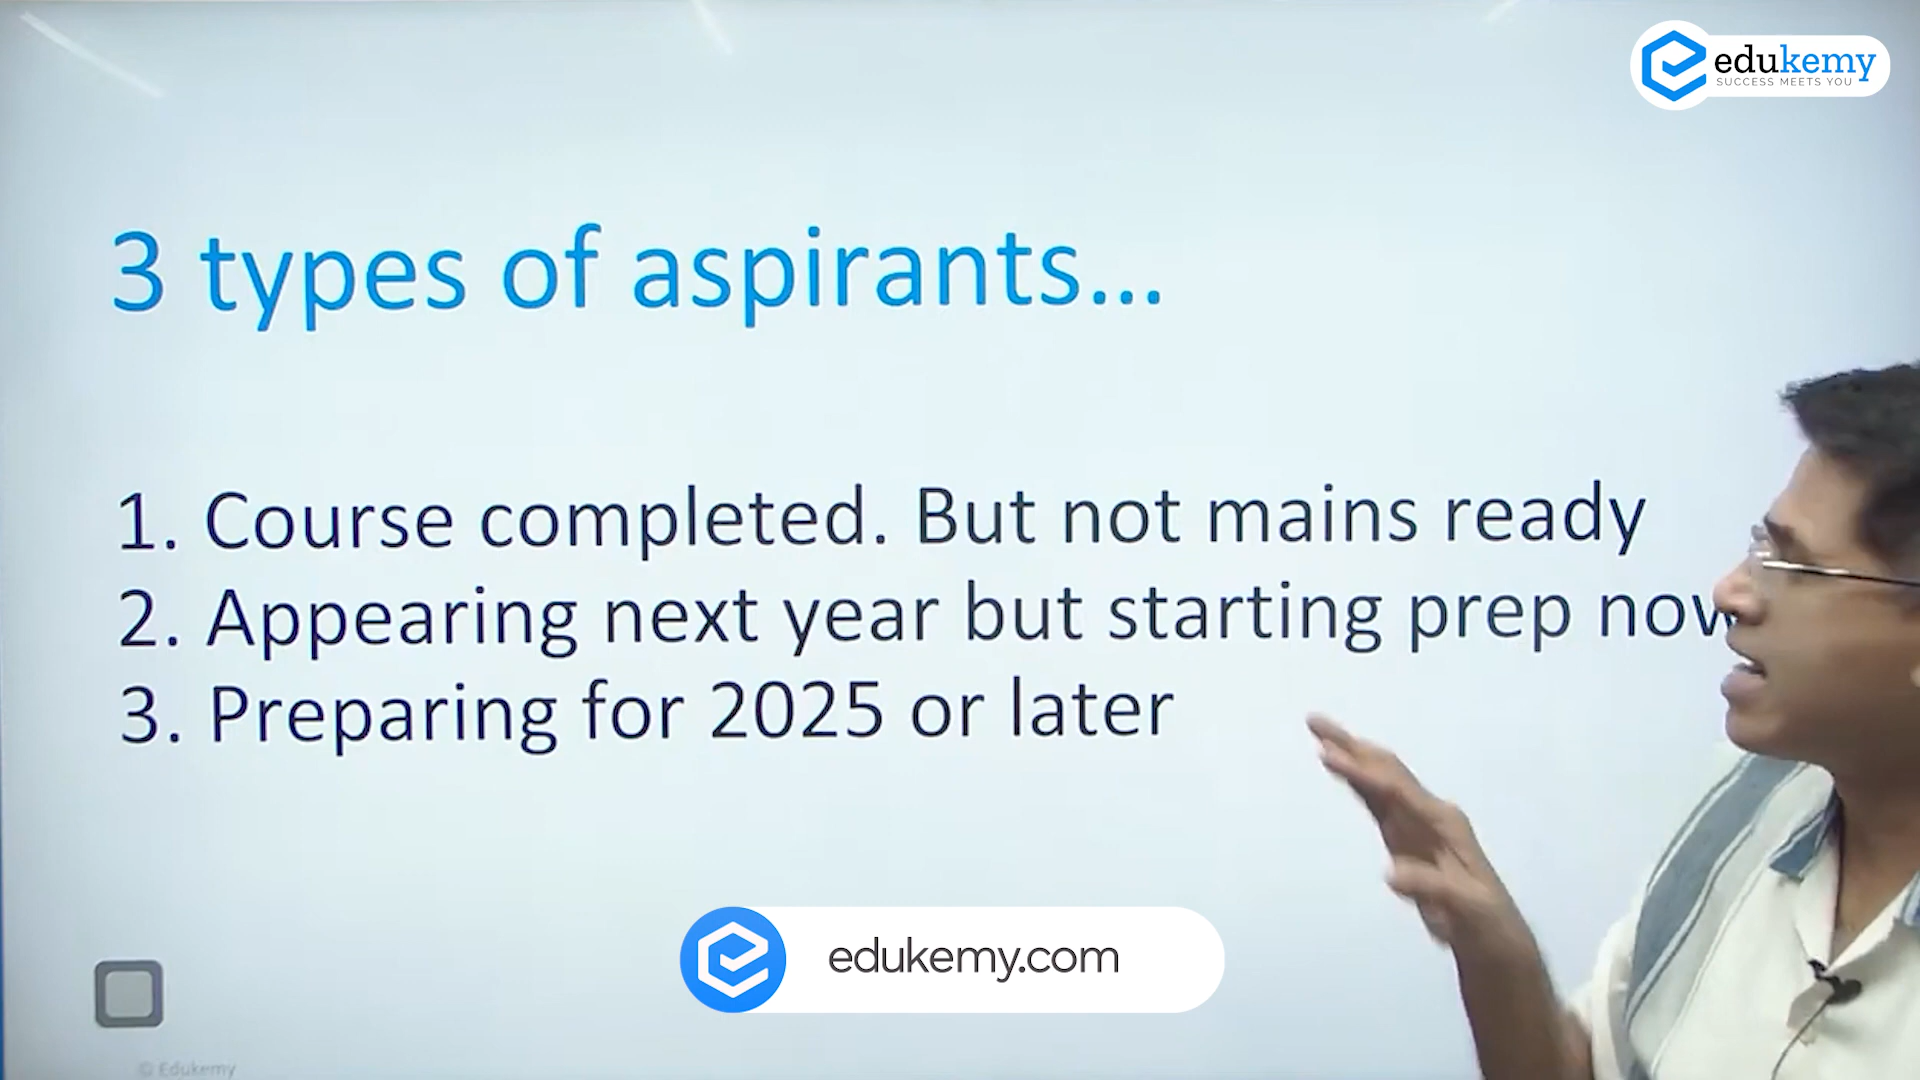 edukemy
SUCCESS MEETS YOU
3 types of aspirants...
1. Course completed. But not mains ready
2. Appearing next year but starting prep now
3. Preparing for 2025 or later
edukemy.com
© Edukemy